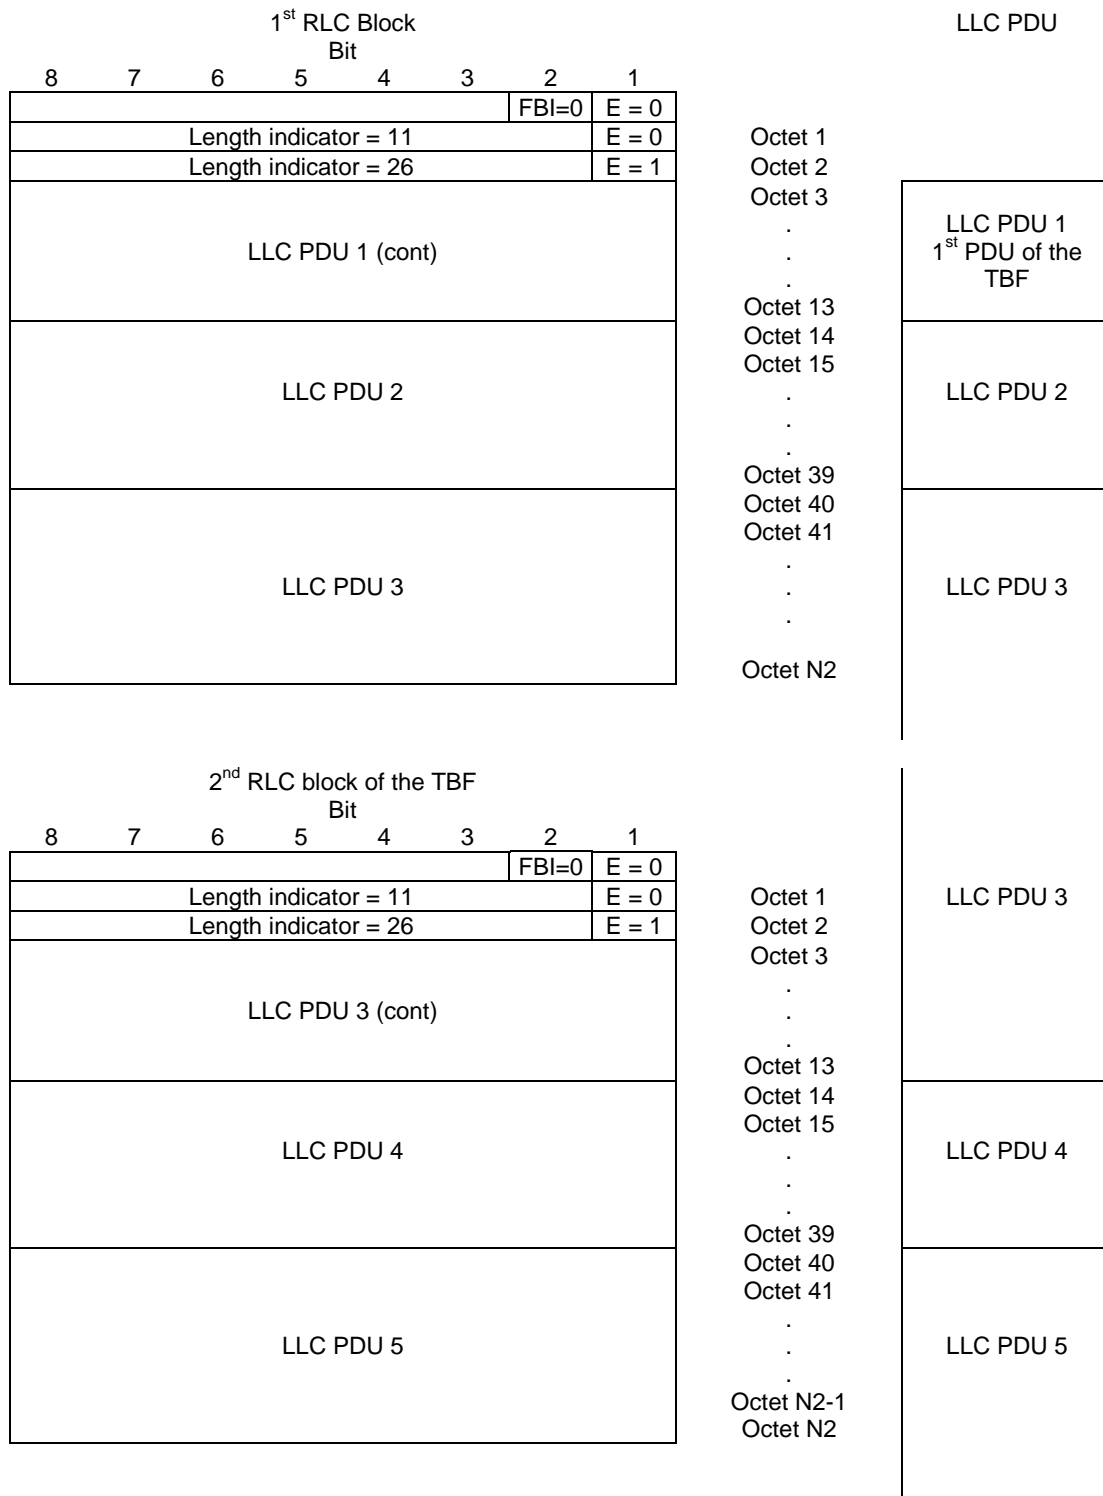 1st RLC Block LLC PDU
Bit
8 7 6 5 4 3 2 1
FBI=0 E = 0
Length indicator = 11 E = 0 Octet 1
Length indicator = 26 E = 1 Octet 2
Octet 3
LLC PDU 1
.
LLC PDU 1 (cont) . 1st PDU of the
. TBF
Octet 13
Octet 14
Octet 15
LLC PDU 2 . LLC PDU 2
.
.
Octet 39
Octet 40
Octet 41
.
LLC PDU 3 . LLC PDU 3
.
Octet N2
2nd RLC block of the TBF
Bit
8 7 6 5 4 3 2 1
FBI=0 E = 0
Length indicator = 11 E = 0 Octet 1 LLC PDU 3
Length indicator = 26 E = 1 Octet 2
Octet 3
.
LLC PDU 3 (cont) .
.
Octet 13
Octet 14
Octet 15
LLC PDU 4 . LLC PDU 4
.
.
Octet 39
Octet 40
Octet 41
.
LLC PDU 5 . LLC PDU 5
.
Octet N2-1
Octet N2